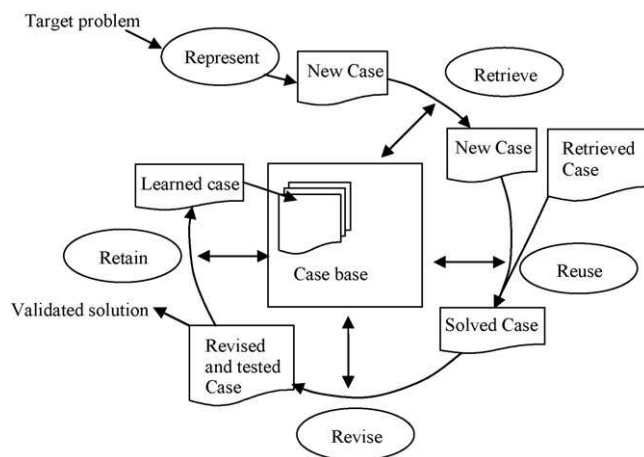 Target problem
Represent
New Case
Retrieve
New Case
Retrieved
Case
Learned case
Case base
Retain
Reuse
Validated solution
Solved Case
Revised
and tested
Case
Revise